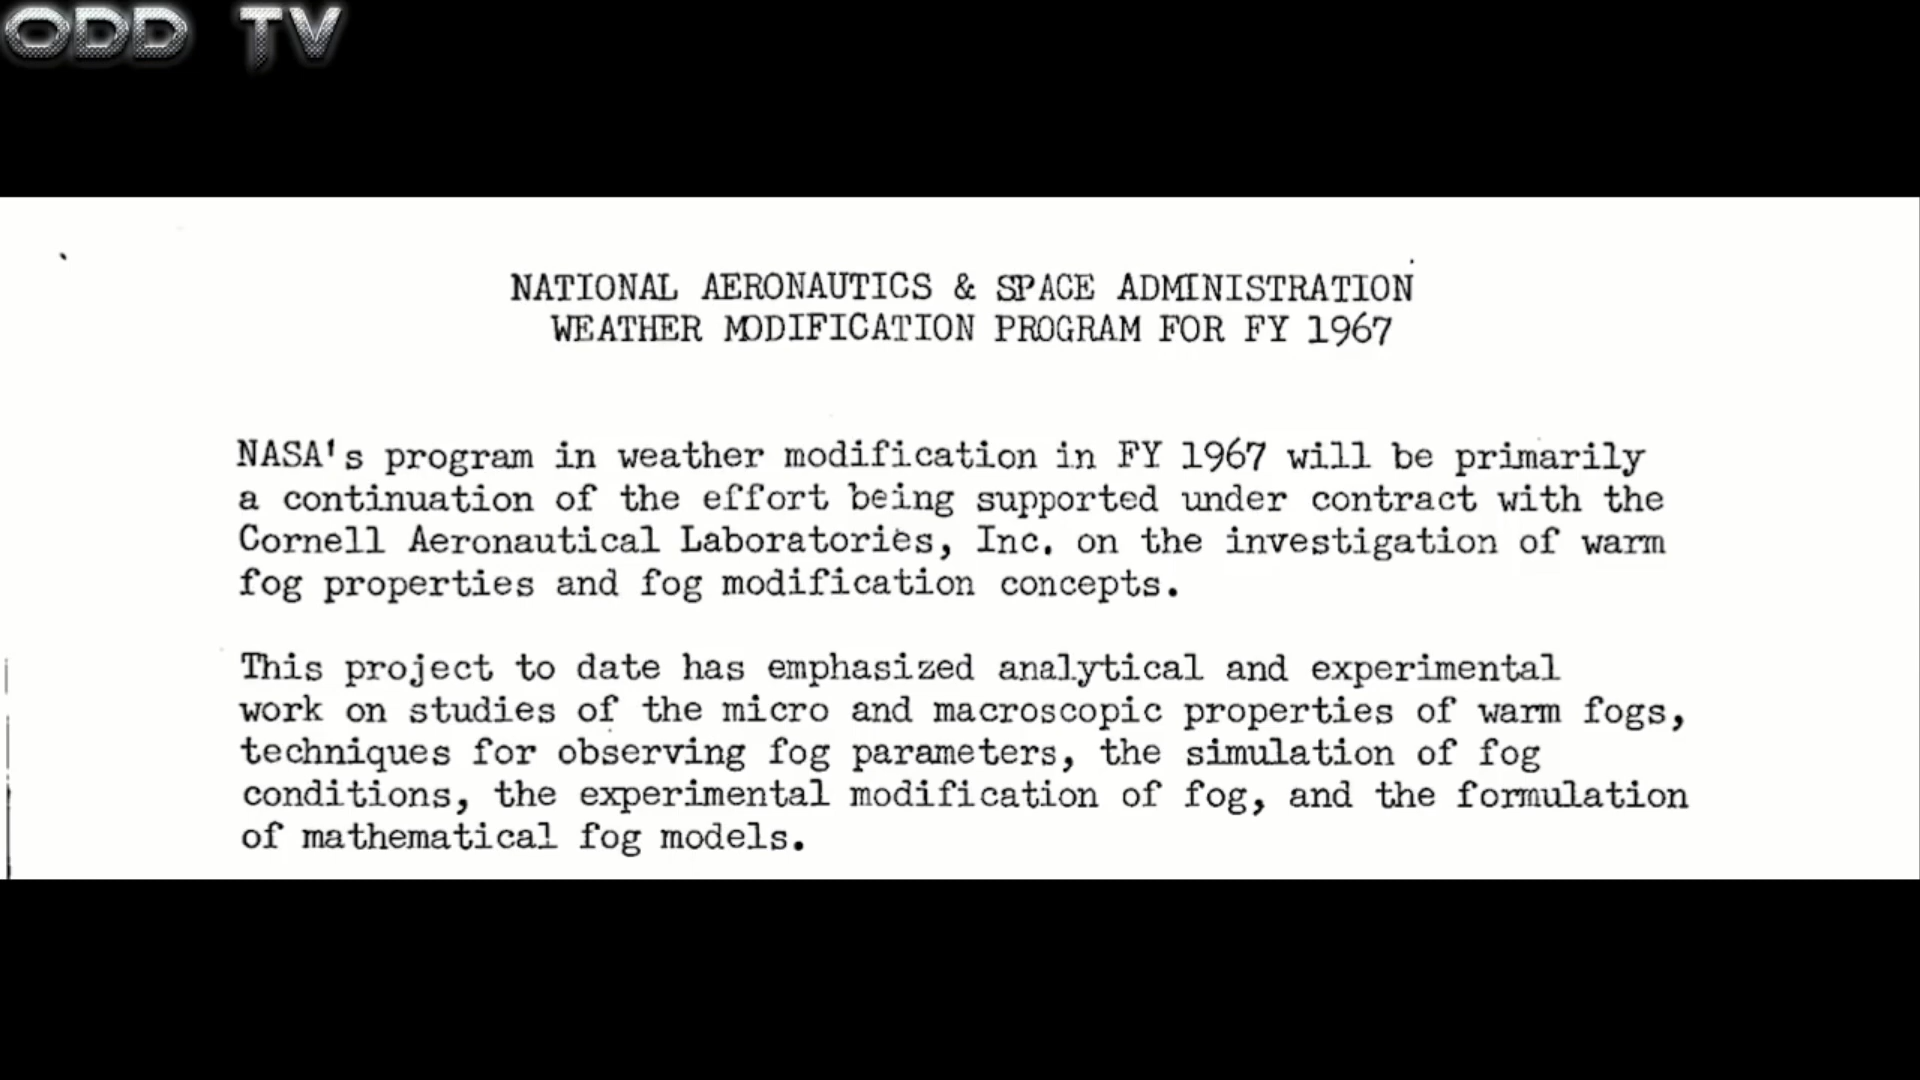 ODD TV
NATIONAL AERONAUTICS & SPACE ADMINISTRATION
WEATHER MODIFICATION PROGRAM FOR FY 1967
NASA's program in weather modification in FY 1967 will be primarily
a continuation of the effort being supported under contract with the
Cornell Aeronautical Laboratories, Inc. on the investigation of warm
fog properties and fog modification concepts.
This project to date has emphasized analytical and experimental
work on studies of the micro and macroscopic properties of warm fogs,
techniques for observing fog parameters, the simulation of fog
conditions, the experimental modification of fog, and the formulation
of mathematical fog models.